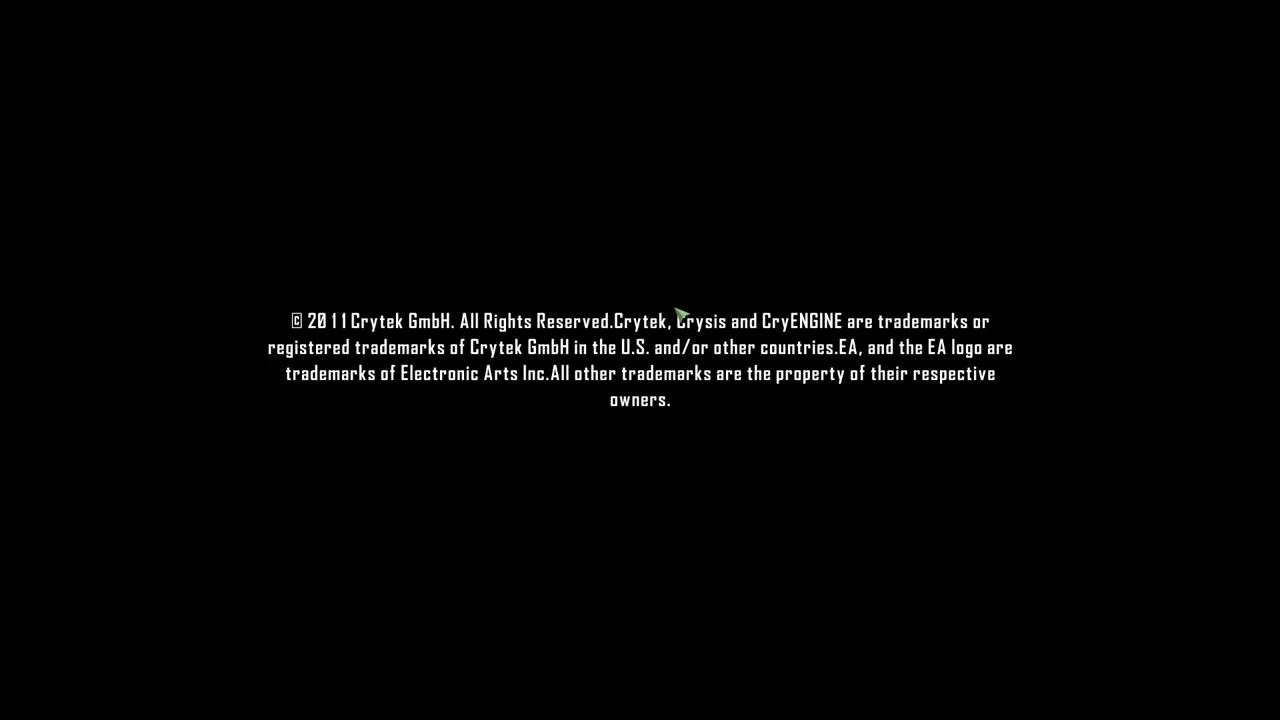 © 2011 Crytek GmbH. All Rights Reserved.Crytek, Crysis and CryENGINE are trademarks or
registered trademarks of Crytek GmbH in the U.S. and/or other countries.EA, and the EA logo are
trademarks of Electronic Arts Inc.All other trademarks are the property of their respective
owners.